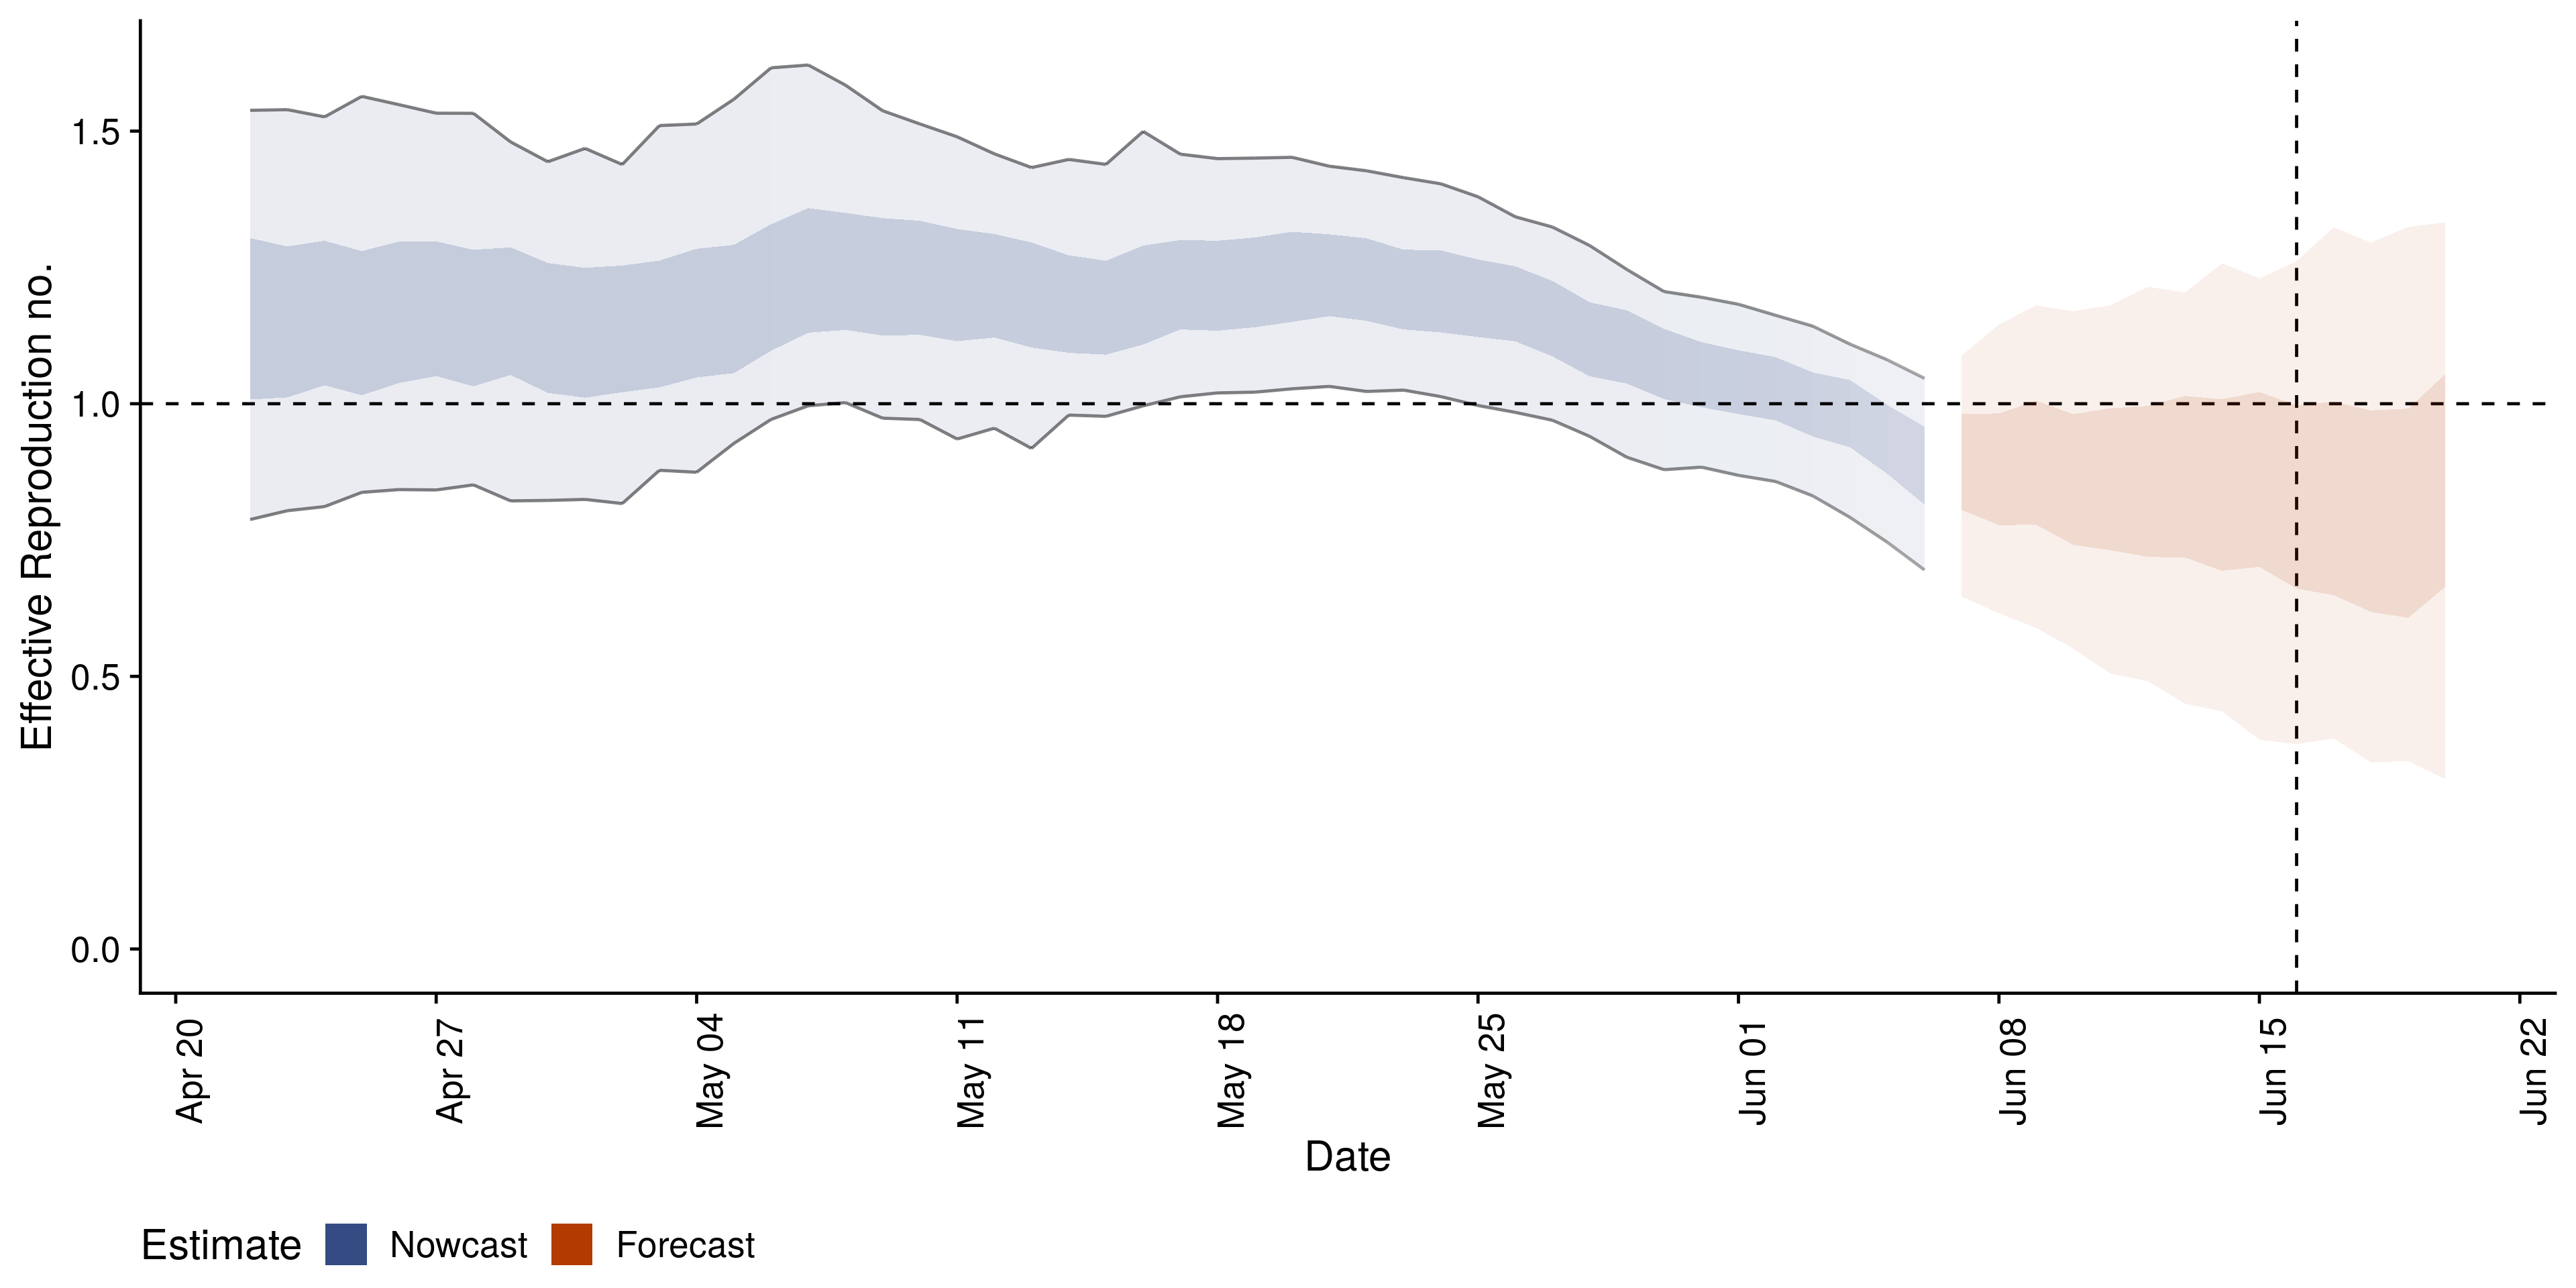 Effective Reproduction no.
1.5
1.0
0.5
0.0
Apr 20
Apr 27
May 04
May 11
May 18
May 25
Jun 01
Jun 08
Jun 15
Jun 22
Date
Estimate Nowcast Forecast